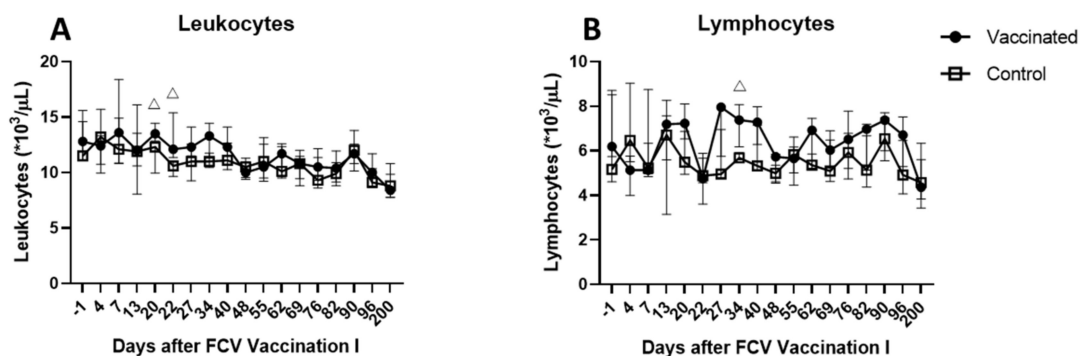 A Leukocytes
B Lymphocytes
Vaccinated
Control
Leukocytes (*10³/μL)
20
15
10
5
0
-1 4 7 13 20 22 27 34 40 48 55 62 69 76 82 90 96 200
Days after FCV Vaccination I
Lymphocytes (*10³/μL)
10
8
6
4
2
0
-1 4 7 13 20 22 27 34 40 48 55 62 69 76 82 90 96 200
Days after FCV Vaccination I